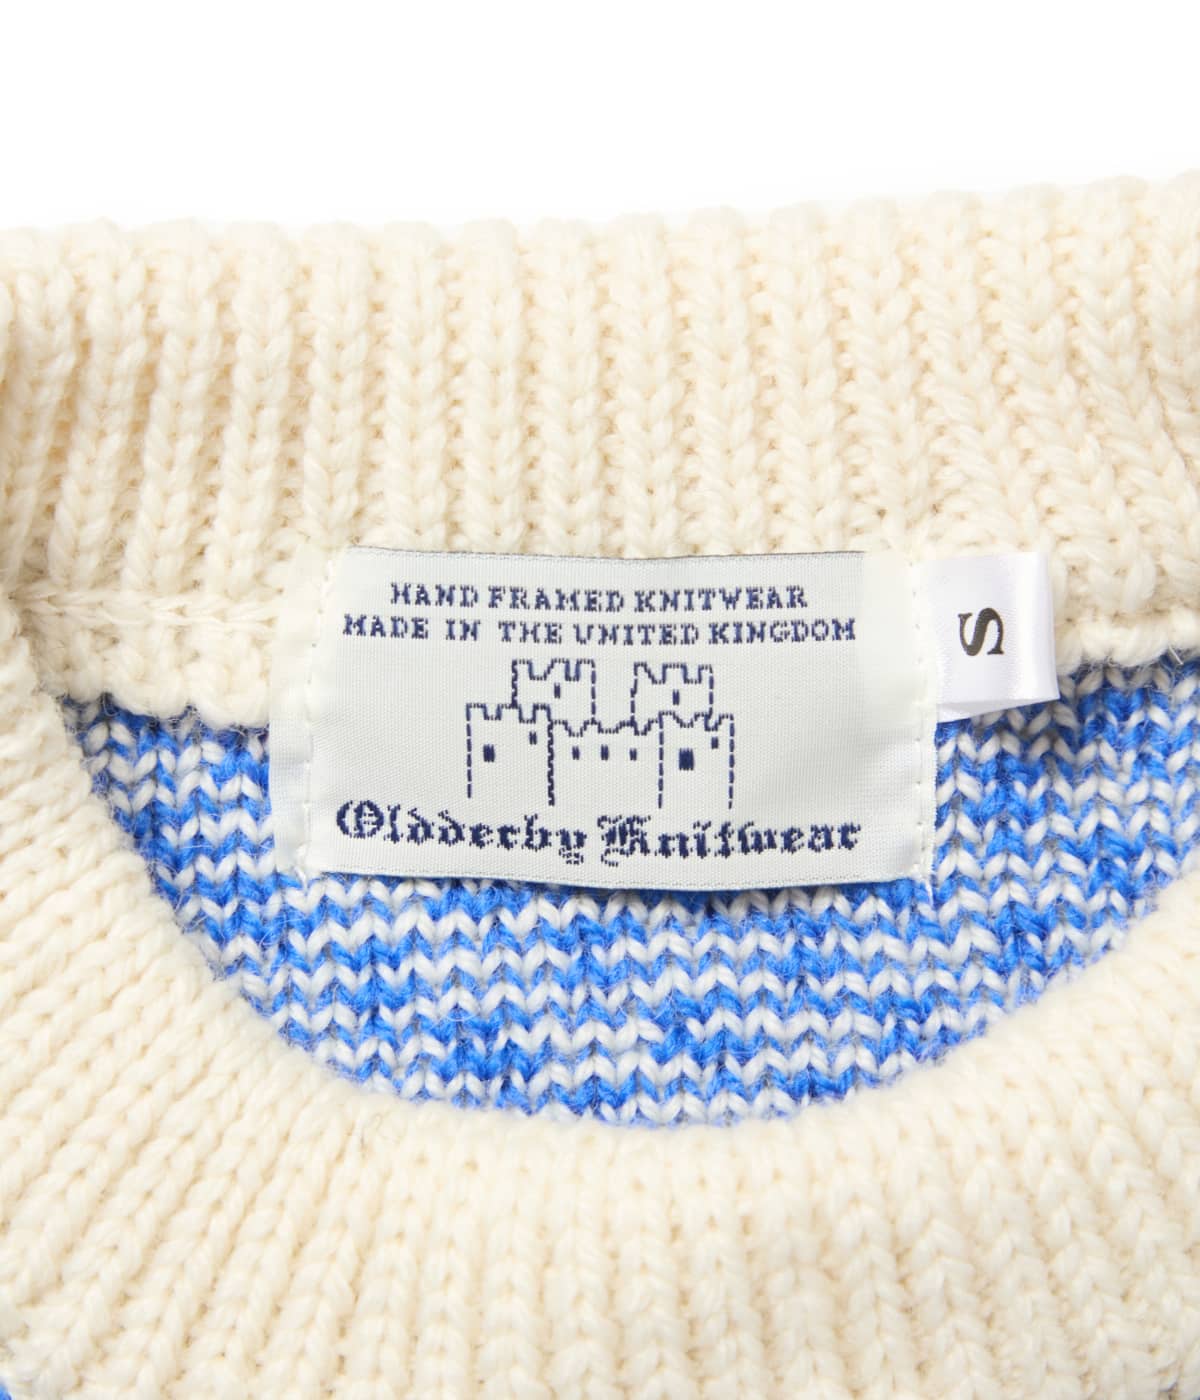 HAND FRAMED KNITWEAR
MADE IN THE UNITED KINGDOM
Oldderby Knitwear
S